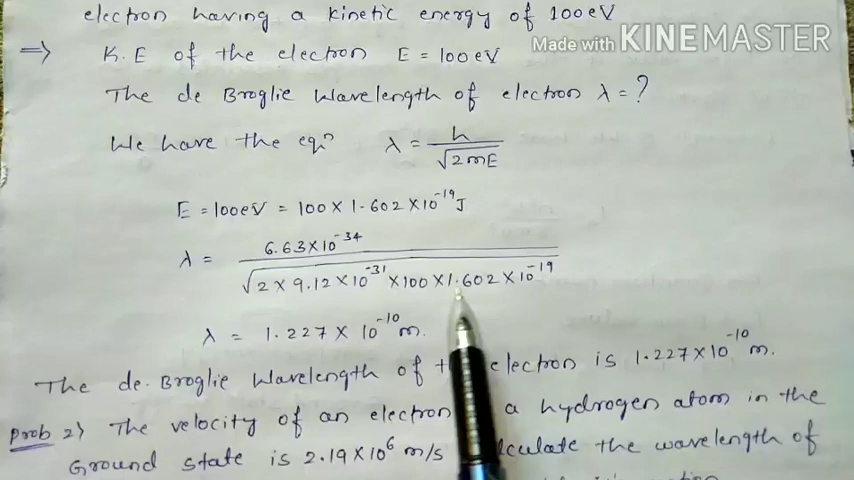 electron having a kinetic energy of 100eV
Made with KINEMASTER
⇒ K.E of the electron E = 100eV
The de Broglie Wavelength of electron λ = ?
We have the eqn λ = h / √2mE
E = 100eV = 100 × 1.602 × 10^-19 J
λ = 6.63×10^-34 / √2 × 9.12 × 10^-31 × 100 × 1.602 × 10^-19
λ = 1.227 × 10^-10 m.
The de.Broglie Wavelength of electron is 1.227×10^-10 m.
Prob 2) The velocity of an electron a hydrogen atom in the
Ground state is 2.19×10^6 m/s the wavelength of